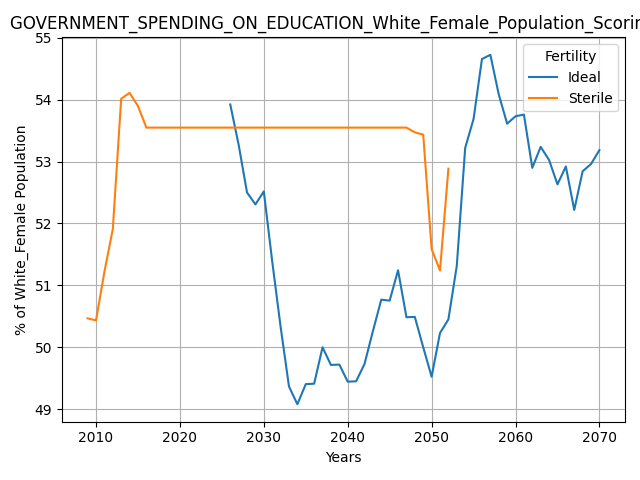 GOVERNMENT_SPENDING_ON_EDUCATION_White_Female_Population_Scorin
Fertility
Ideal
Sterile
55
54
53
52
51
50
49
% of White_Female Population
2010 2020 2030 2040 2050 2060 2070
Years